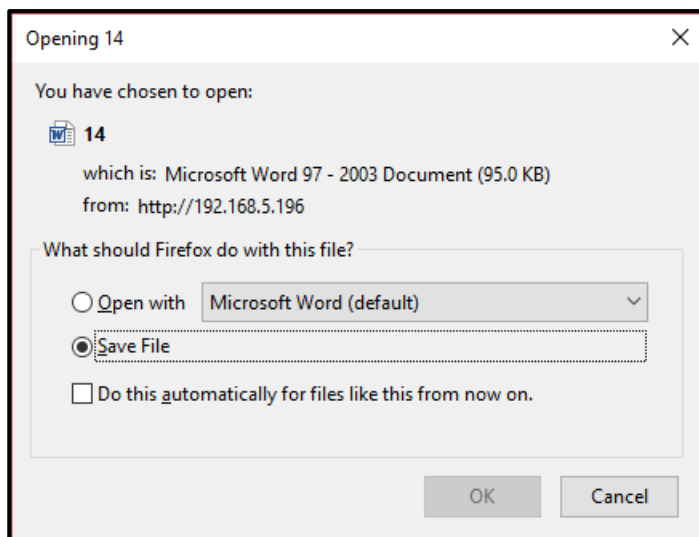 Opening 14
You have chosen to open:
14
which is: Microsoft Word 97 - 2003 Document (95.0 KB)
from: http://192.168.5.196
What should Firefox do with this file?
Open with Microsoft Word (default)
Save File
Do this automatically for files like this from now on.
OK Cancel